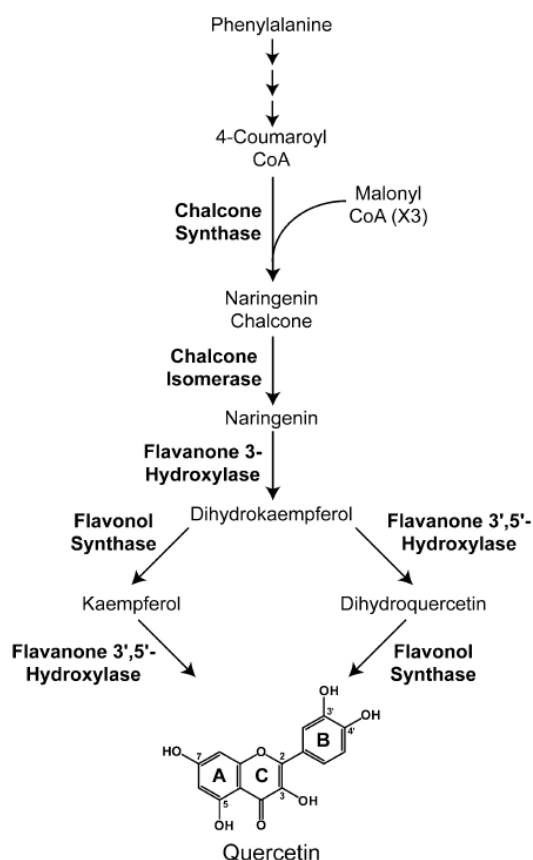 Phenylalanine
4-Coumaroyl
CoA
Chalcone
Synthase
Malonyl
CoA (X3)
Naringenin
Chalcone
Chalcone
Isomerase
Naringenin
Flavanone 3-
Hydroxylase
Dihydrokaempferol
Flavonol
Synthase
Flavanone 3',5'-
Hydroxylase
Kaempferol
Dihydroquercetin
Flavanone 3',5'-
Hydroxylase
Flavonol
Synthase
OH
3'
OH
4'
B
HO
7
O
2
A
C
3
OH
5
OH
O
Quercetin